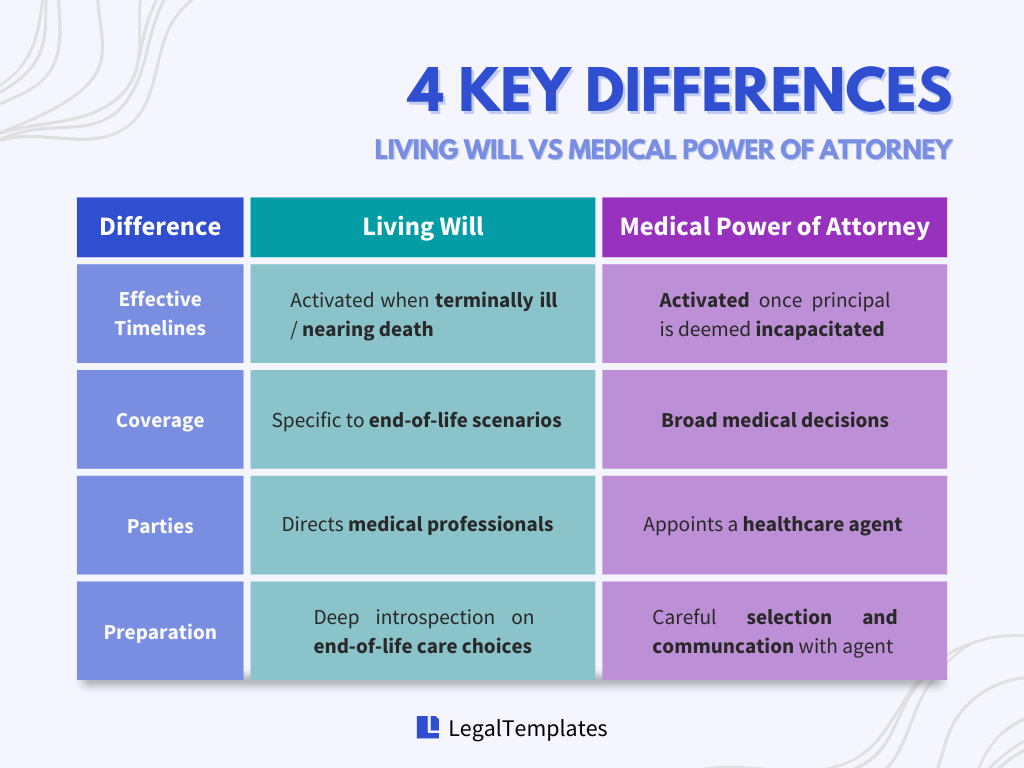 4 KEY DIFFERENCES
LIVING WILL VS MEDICAL POWER OF ATTORNEY
Difference
Living Will
Medical Power of Attorney
Effective
Timelines
Activated when terminally ill
/ nearing death
Activated once principal
is deemed incapacitated
Coverage
Specific to end-of-life scenarios
Broad medical decisions
Parties
Directs medical professionals
Appoints a healthcare agent
Preparation
Deep introspection on
end-of-life care choices
Careful selection and
communcation with agent
LegalTemplates